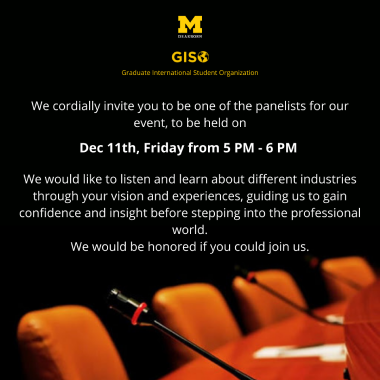 M
GIS
Graduate International Student Organization
We cordially invite you to be one of the panelists for our
event, to be held on
Dec 11th, Friday from 5 PM - 6 PM
We would like to listen and learn about different industries
through your vision and experiences, guiding us to gain
confidence and insight before stepping into the professional
world.
We would be honored if you could join us.